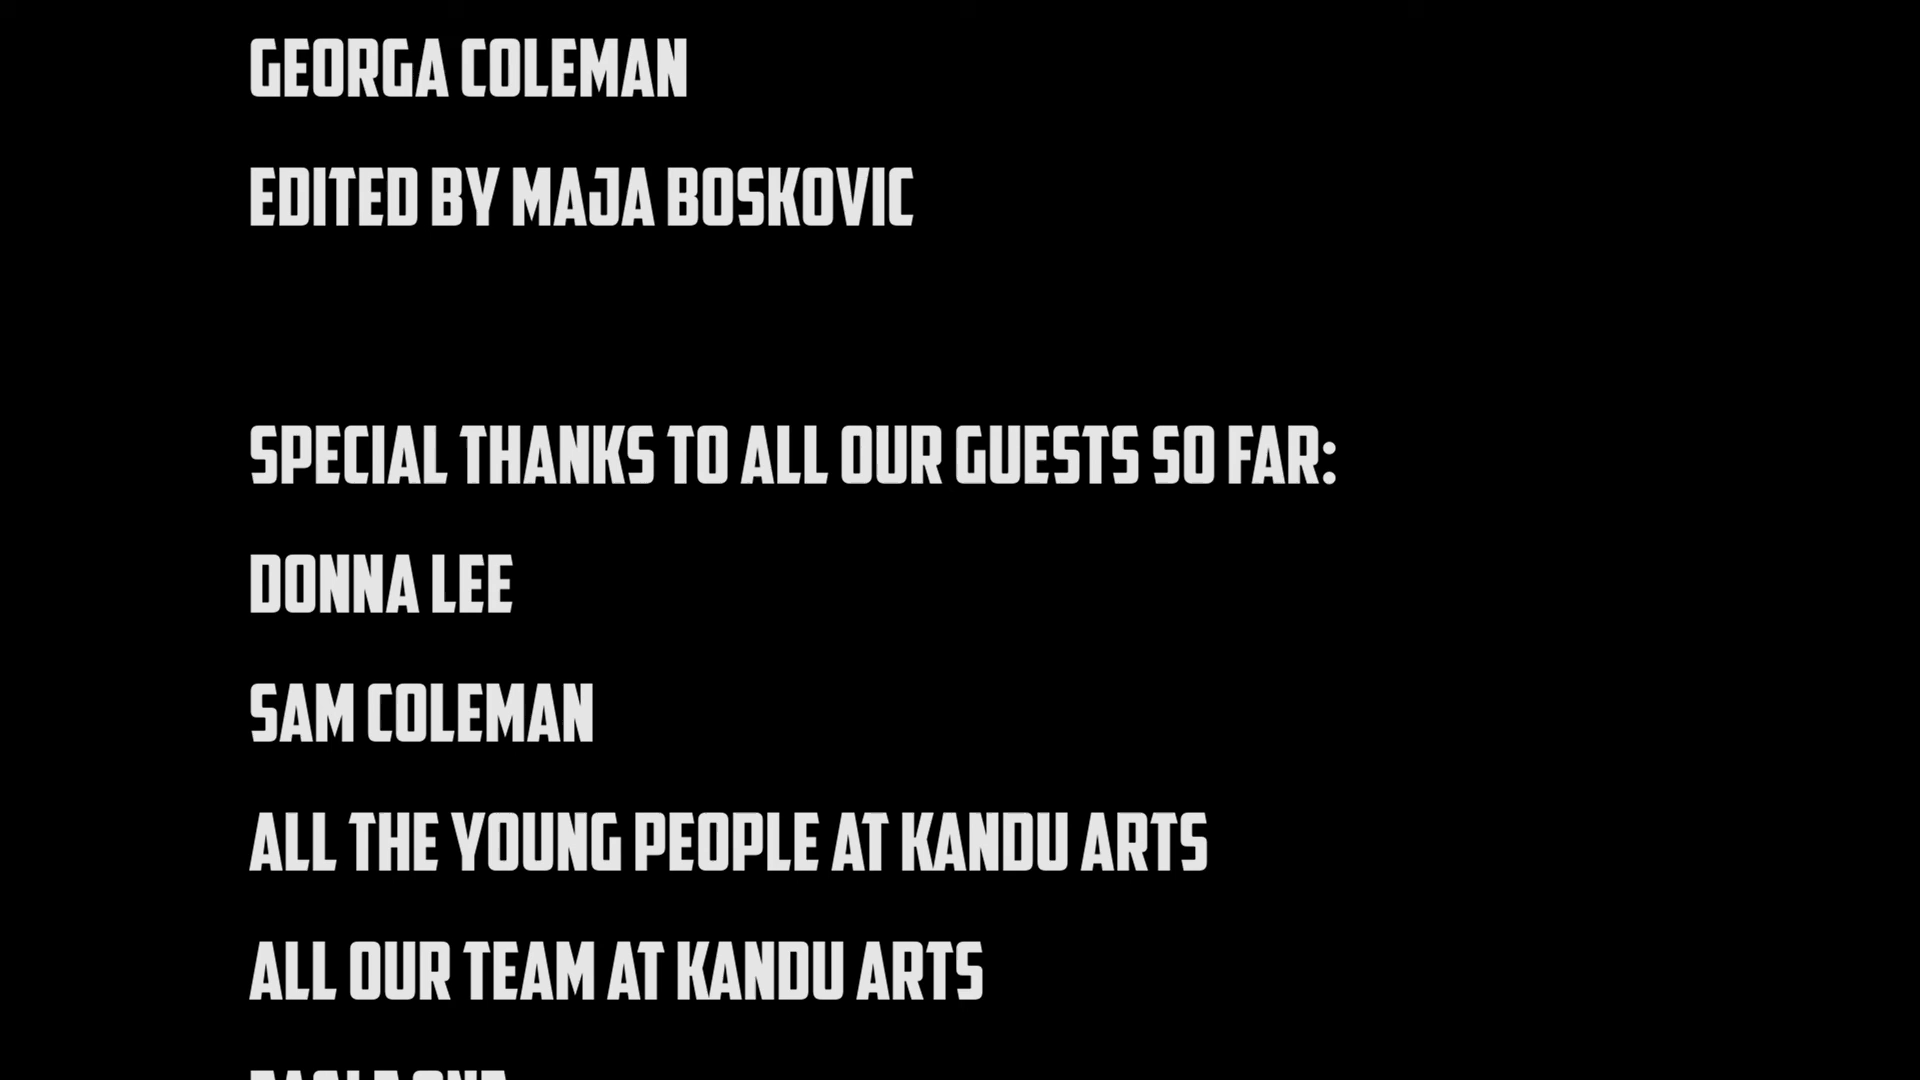 GEORGA COLEMAN
EDITED BY MAJA BOSKOVIC
SPECIAL THANKS TO ALL OUR GUESTS SO FAR:
DONNA LEE
SAM COLEMAN
ALL THE YOUNG PEOPLE AT KANDU ARTS
ALL OUR TEAM AT KANDU ARTS